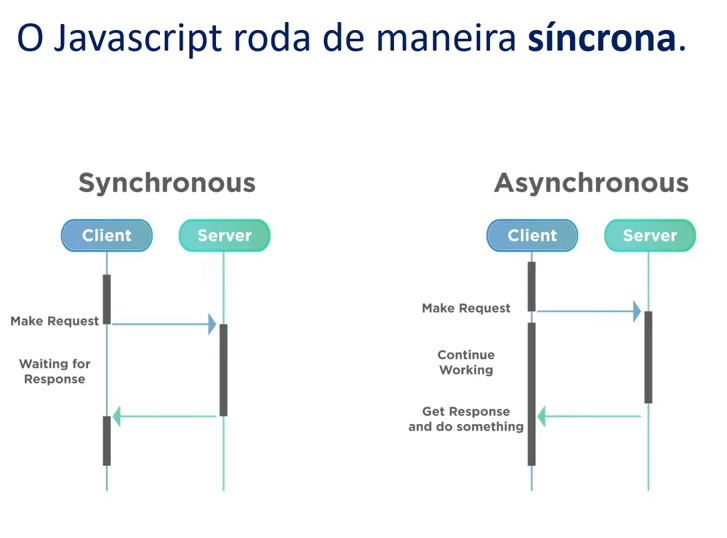 O Javascript roda de maneira síncrona.
Synchronous
Client
Server
Make Request
Waiting for
Response
Asynchronous
Client
Server
Make Request
Continue
Working
Get Response
and do something